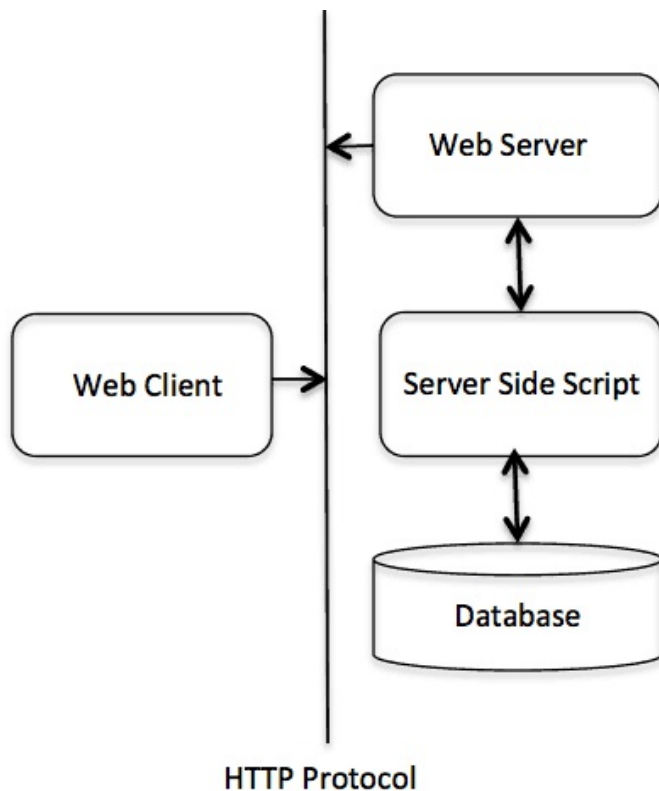 Web Server
Web Client
Server Side Script
Database
HTTP Protocol